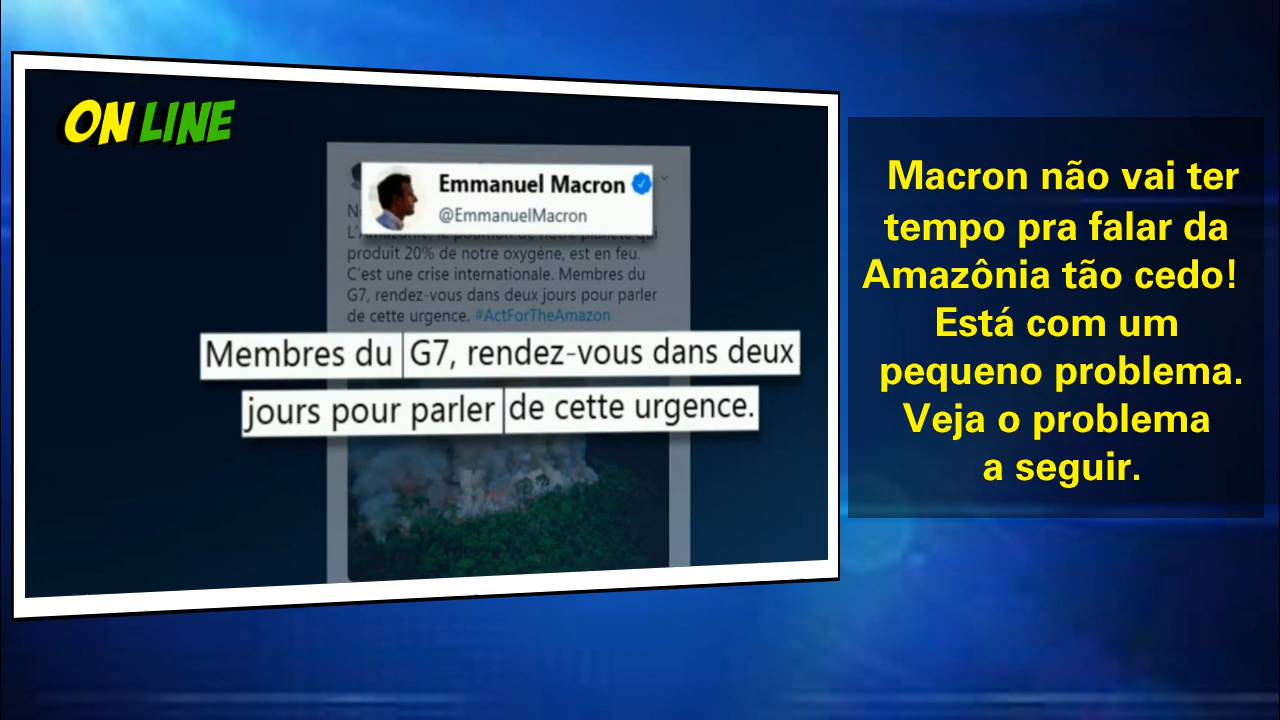 ON LINE
Emmanuel Macron
@EmmanuelMacron
produit 20% de notre oxygène, est en feu.
C'est une crise internationale. Membres du
G7, rendez-vous dans deux jours pour parler
de cette urgence. #ActForTheAmazon
Membres du G7, rendez-vous dans deux
jours pour parler de cette urgence.
Macron não vai ter
tempo pra falar da
Amazônia tão cedo!
Está com um
pequeno problema.
Veja o problema
a seguir.